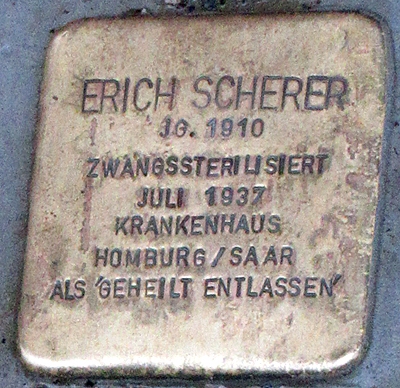 ERICH SCHERER
JG. 1910
ZWANGSSTERILISIERT
JULI 1937
KRANKENHAUS
HOMBURG/SAAR
ALS 'GEHEILT ENTLASSEN'